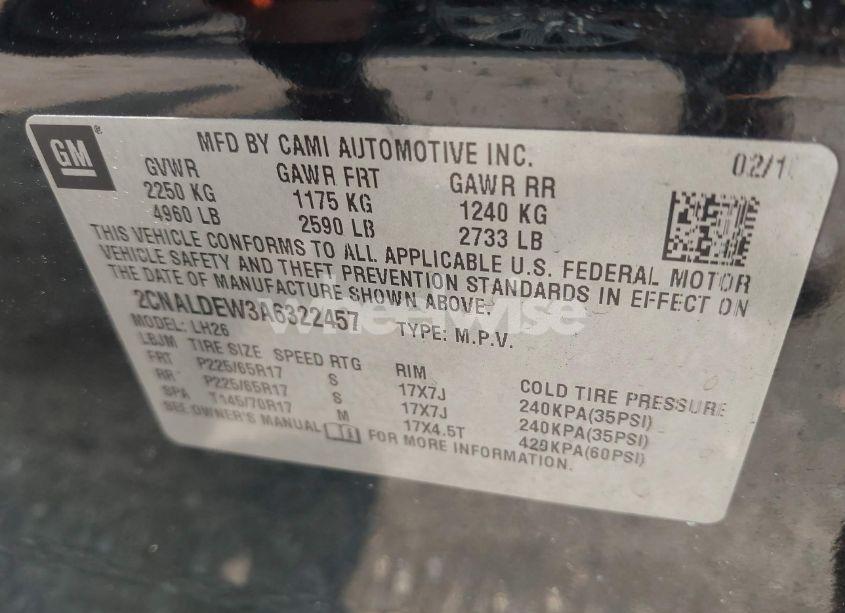 GM
MFD BY CAMI AUTOMOTIVE INC.
02/10
GVWR GAWR FRT GAWR RR
2250 KG 1175 KG 1240 KG
4960 LB 2590 LB 2733 LB
THIS VEHICLE CONFORMS TO ALL APPLICABLE U.S. FEDERAL MOTOR
VEHICLE SAFETY AND THEFT PREVENTION STANDARDS IN EFFECT ON
THE DATE OF MANUFACTURE SHOWN ABOVE.
2CNALDEW3A6322457 TYPE: M.P.V.
MODEL: LH26
LBJM TIRE SIZE SPEED RTG RIM COLD TIRE PRESSURE
FRT P225/65R17 S 17X7J 240KPA(35PSI)
RR P225/65R17 S 17X7J 240KPA(35PSI)
SPA T145/70R17 M 17X4.5T 420KPA(60PSI)
SEE OWNER'S MANUAL FOR MORE INFORMATION.
wheelwise